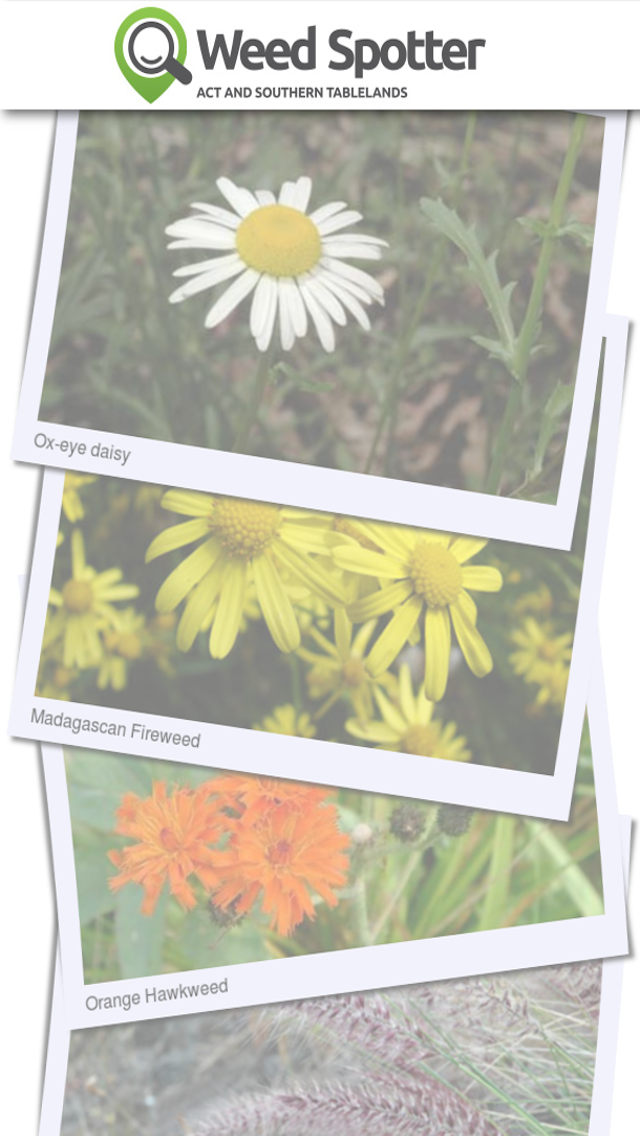 Weed Spotter
ACT AND SOUTHERN TABLELANDS
Ox-eye daisy
Madagascan Fireweed
Orange Hawkweed